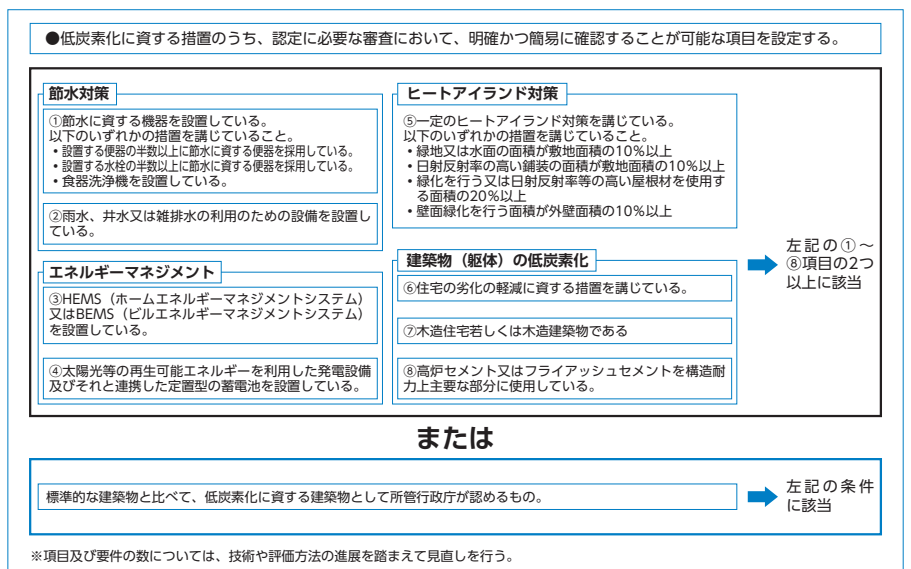 ●低炭素化に資する措置のうち、認定に必要な審査において、明確かつ簡易に確認することが可能な項目を設定する。
節水対策
①節水に資する機器を設置している。
以下のいずれかの措置を講じていること。
・設置する便器の半数以上に節水に資する便器を採用している。
・設置する水栓の半数以上に節水に資する便器を採用している。
・食器洗浄機を設置している。
②雨水、井水又は雑排水の利用のための設備を設置し
ている。
エネルギーマネジメント
③HEMS（ホームエネルギーマネジメントシステム）
又はBEMS（ビルエネルギーマネジメントシステム）
を設置している。
④太陽光等の再生可能エネルギーを利用した発電設備
及びそれと連携した定置型の蓄電池を設置している。
ヒートアイランド対策
⑤一定のヒートアイランド対策を講じている。
以下のいずれかの措置を講じていること。
・緑地又は水面の面積が敷地面積の10%以上
・日射反射率の高い舗装の面積が敷地面積の10%以上
・緑化を行う又は日射反射率等の高い屋根材を使用す
る面積の20%以上
・壁面緑化を行う面積が外壁面積の10%以上
建築物（躯体）の低炭素化
⑥住宅の劣化の軽減に資する措置を講じている。
⑦木造住宅若しくは木造建築物である
⑧高炉セメント又はフライアッシュセメントを構造耐
力上主要な部分に使用している。
左記の①～
⑧項目の2つ
以上に該当
または
標準的な建築物と比べて、低炭素化に資する建築物として所管行政庁が認めるもの。
左記の条件
に該当
※項目及び要件の数については、技術や評価方法の進展を踏まえて見直しを行う。